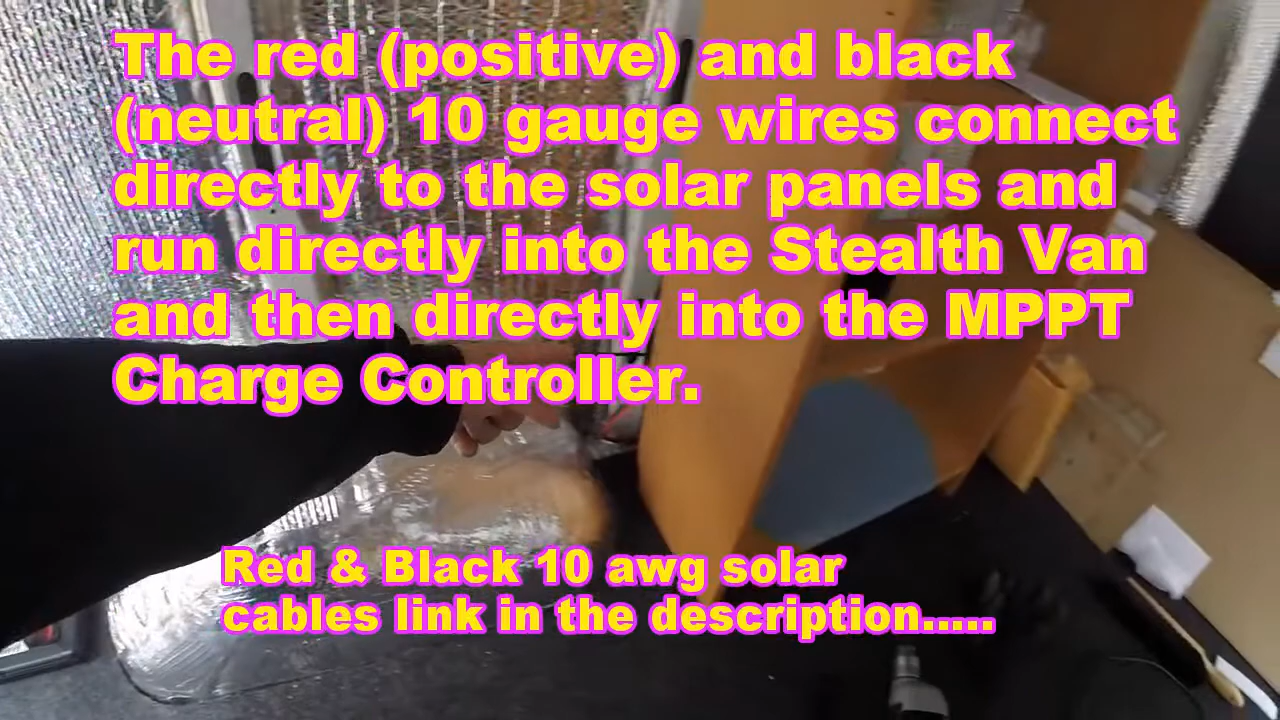 The red (positive) and black
(neutral) 10 gauge wires connect
directly to the solar panels and
run directly into the Stealth Van
and then directly into the MPPT
Charge Controller.
Red & Black 10 awg solar
cables link in the description.....